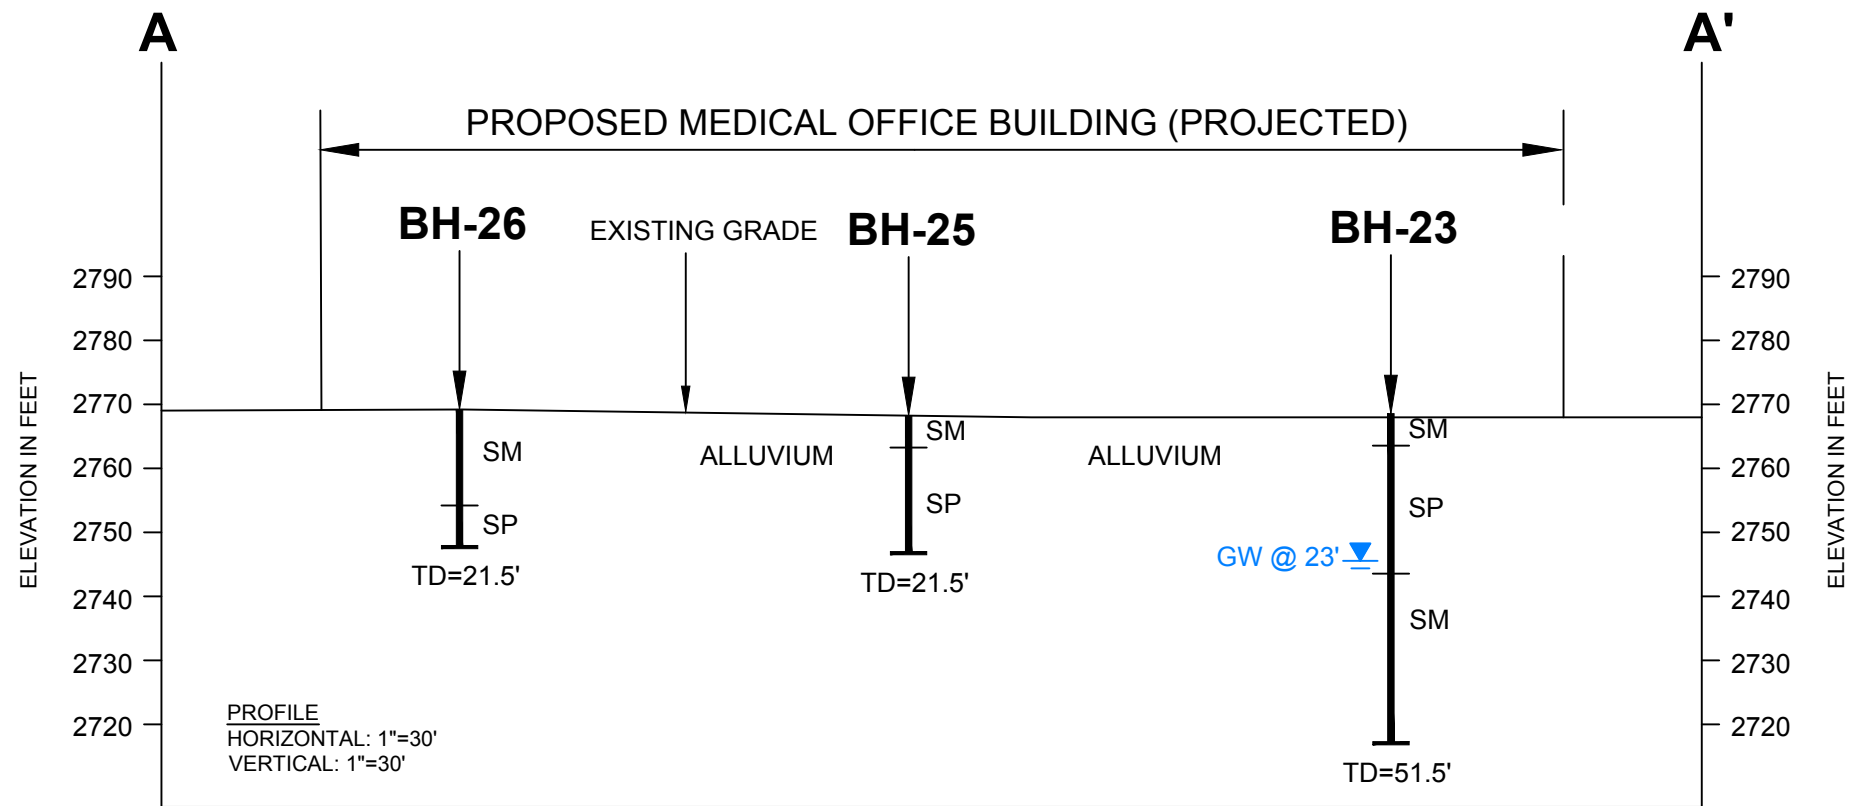 A
A'
PROPOSED MEDICAL OFFICE BUILDING (PROJECTED)
BH-26
EXISTING GRADE
BH-25
BH-23
2790
2790
2780
2780
2770
2770
2760
2760
2750
2750
2740
2740
2730
2730
2720
2720
ELEVATION IN FEET
ELEVATION IN FEET
SM
SP
TD=21.5'
ALLUVIUM
SM
SP
TD=21.5'
ALLUVIUM
SM
SP
GW @ 23'
SM
TD=51.5'
PROFILE
HORIZONTAL: 1"=30'
VERTICAL: 1"=30'